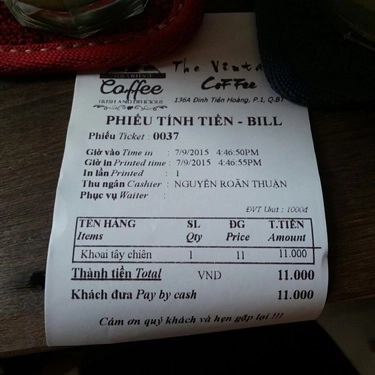 Coffee
FRESH AND DELICIOUS
The Vinta
CoFFee
136A Đinh Tiên Hoàng, P.1, Q.BT
PHIẾU TÍNH TIỀN - BILL
Phiếu Ticket : 0037
Giờ vào Time in : 7/9/2015 4:46:50PM
Giờ in Printed time : 7/9/2015 4:46:55PM
In lần Printed : 1
Thu ngân Cashier : NGUYỄN ROÃN THUẬN
Phục vụ Waiter :
ĐVT Unit : 1000đ
TÊN HÀNG SL ĐG T.TIỀN
Items Qty Price Amount
Khoai tây chiên 1 11 11.000
Thành tiền Total VND 11.000
Khách đưa Pay by cash 11.000
Cảm ơn quý khách và hẹn gặp lại !!!